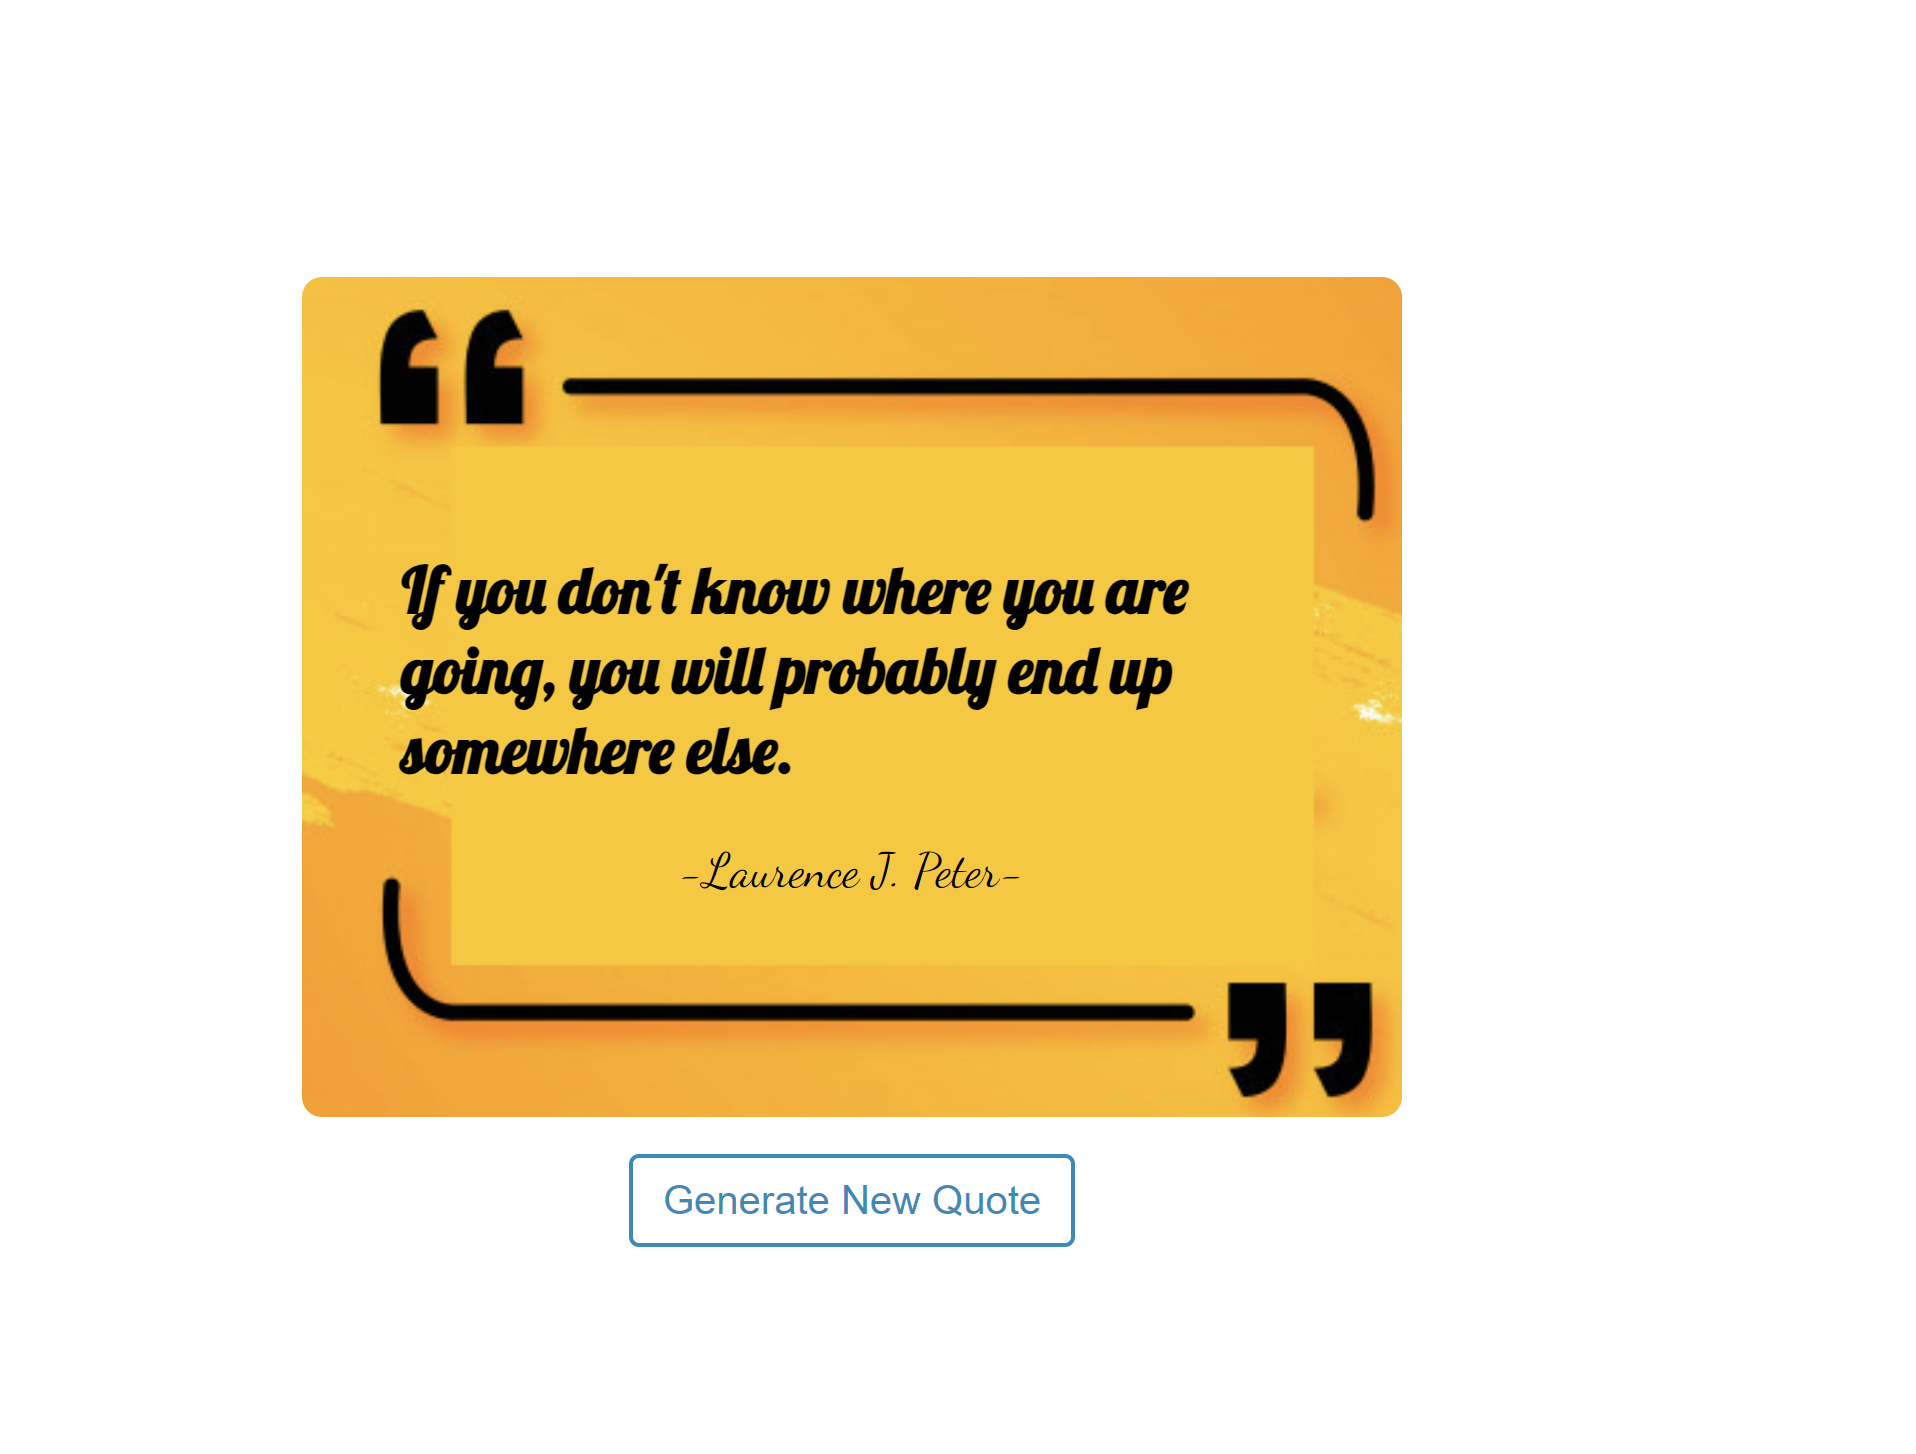 “
If you don't know where you are
going, you will probably end up
somewhere else.
-Laurence J. Peter-
”
Generate New Quote